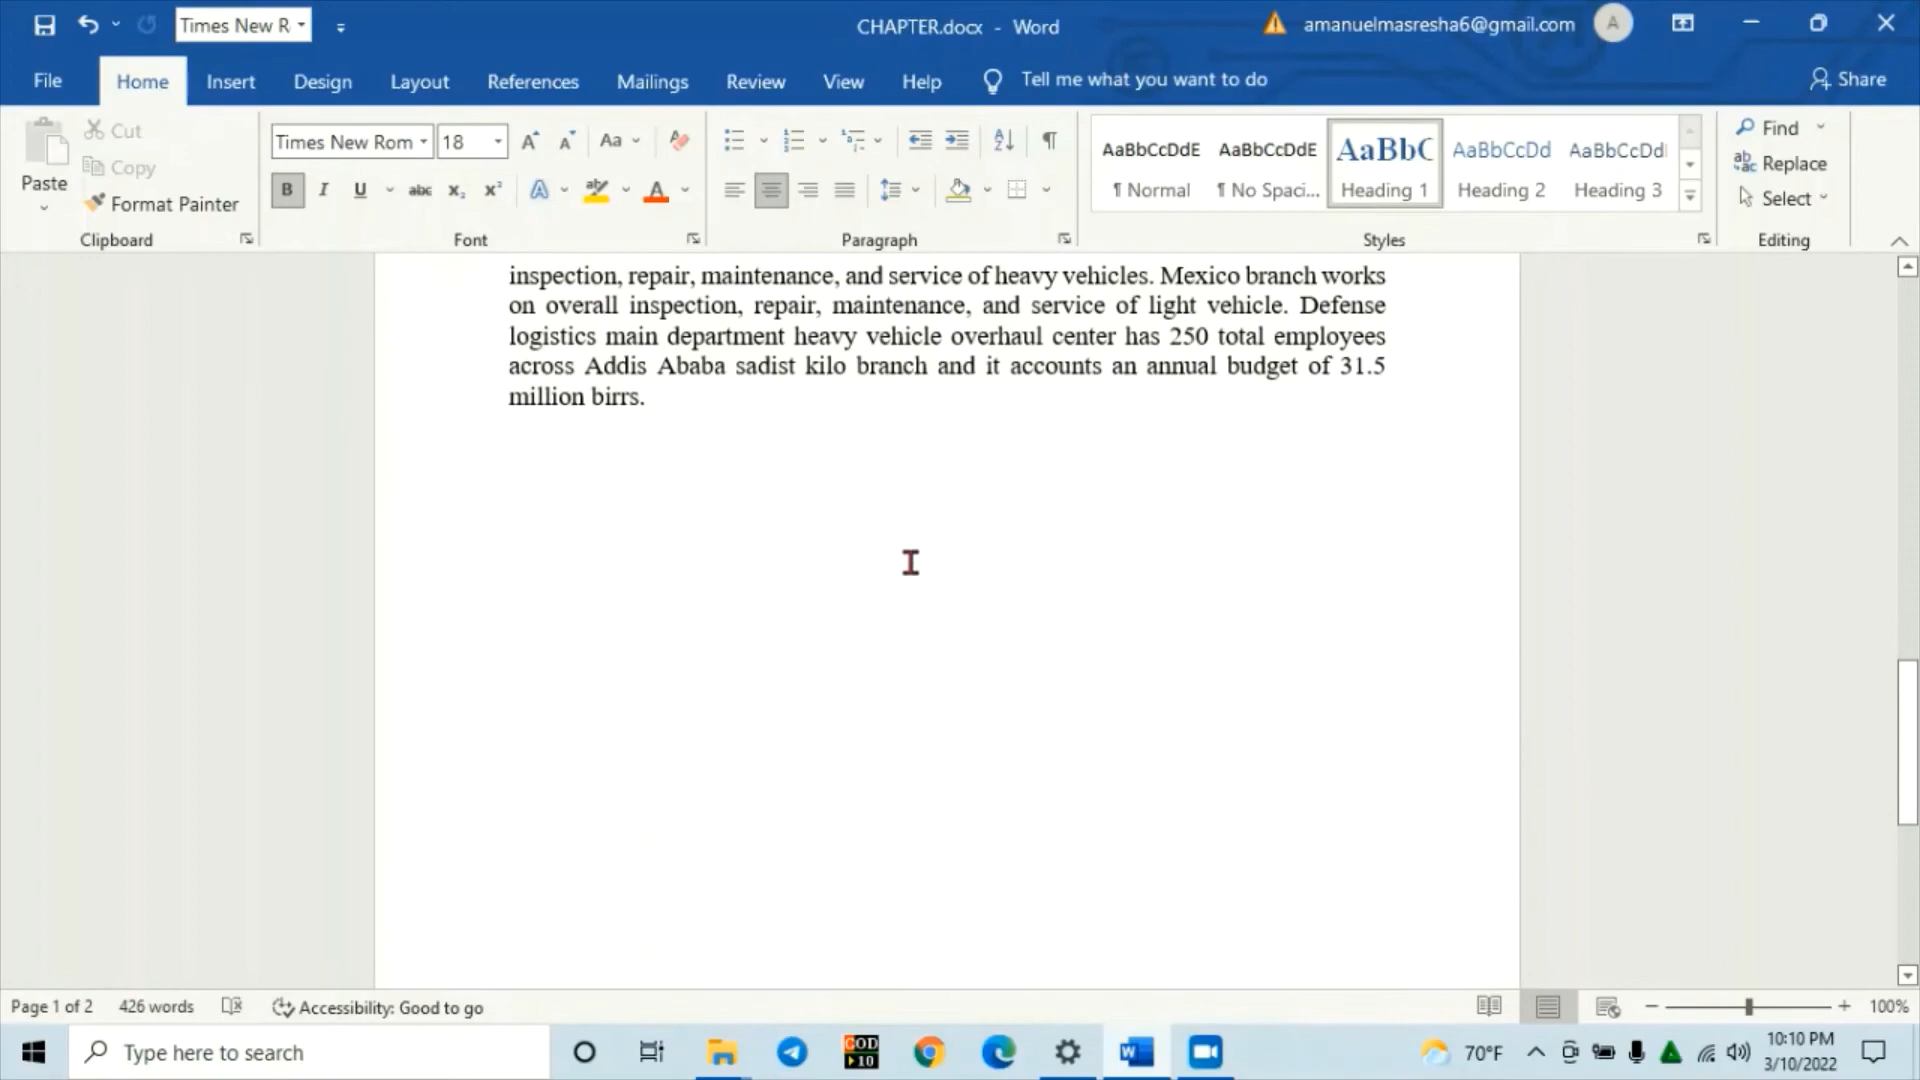 Times New R
CHAPTER.docx - Word
amanuelmasresha6@gmail.com
A
File
Home
Insert
Design
Layout
References
Mailings
Review
View
Help
Tell me what you want to do
Share
Paste
Cut
Copy
Format Painter
Clipboard
Times New Rom
18
Font
Paragraph
AaBbCcDdE
¶ Normal
AaBbCcDdE
¶ No Spaci...
AaBbC
Heading 1
AaBbCcDd
Heading 2
AaBbCcDd
Heading 3
Styles
Find
Replace
Select
Editing
inspection, repair, maintenance, and service of heavy vehicles. Mexico branch works
on overall inspection, repair, maintenance, and service of light vehicle. Defense
logistics main department heavy vehicle overhaul center has 250 total employees
across Addis Ababa sadist kilo branch and it accounts an annual budget of 31.5
million birrs.
Page 1 of 2
426 words
Accessibility: Good to go
100%
Type here to search
COD
10
70°F
10:10 PM
3/10/2022